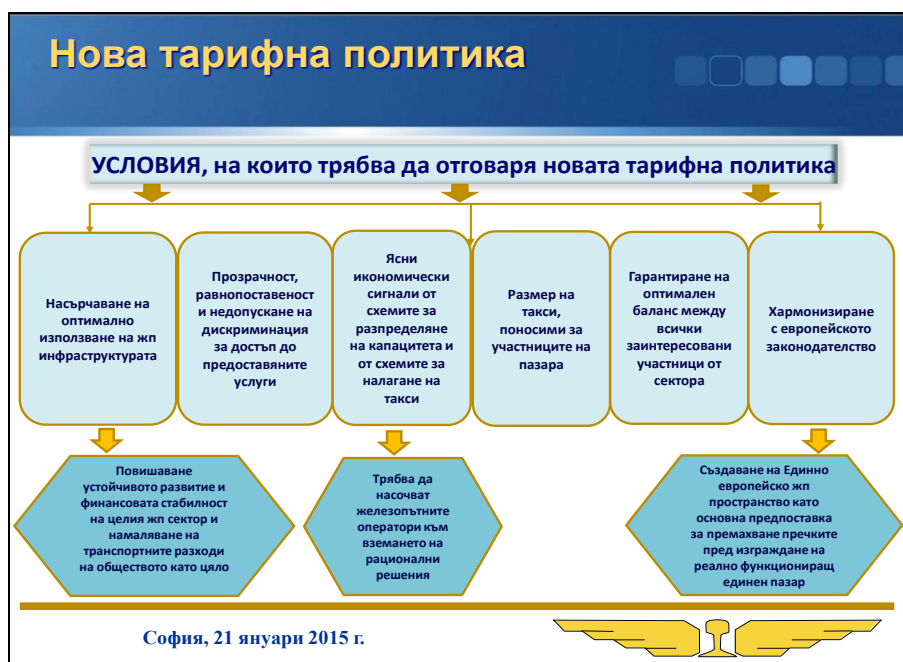 Нова тарифна политика
УСЛОВИЯ, на които трябва да отговаря новата тарифна политика
Насърчаване на
оптимално
използване на жп
инфраструктурата
Прозрачност,
равнопоставеност
и недопускане на
дискриминация
за достъп до
предоставяните
услуги
Ясни
икономически
сигнали от
схемите за
разпределяне
на капацитета и
от схемите за
налагане на
такси
Размер на
такси,
поносими за
участниците на
пазара
Гарантиране на
оптимален
баланс между
всички
заинтересовани
участници от
сектора
Хармонизиране
с европейското
законодателство
Повишаване
устойчивото развитие и
финансовата стабилност
на целия жп сектор и
намаляване на
транспортните разходи
на обществото като цяло
Трябва да
насочват
железопътните
оператори към
вземането на
рационални
решения
Създаване на Единно
европейско жп
пространство като
основна предпоставка
за премахване пречките
пред изграждане на
реално функциониращ
единен пазар
София, 21 януари 2015 г.